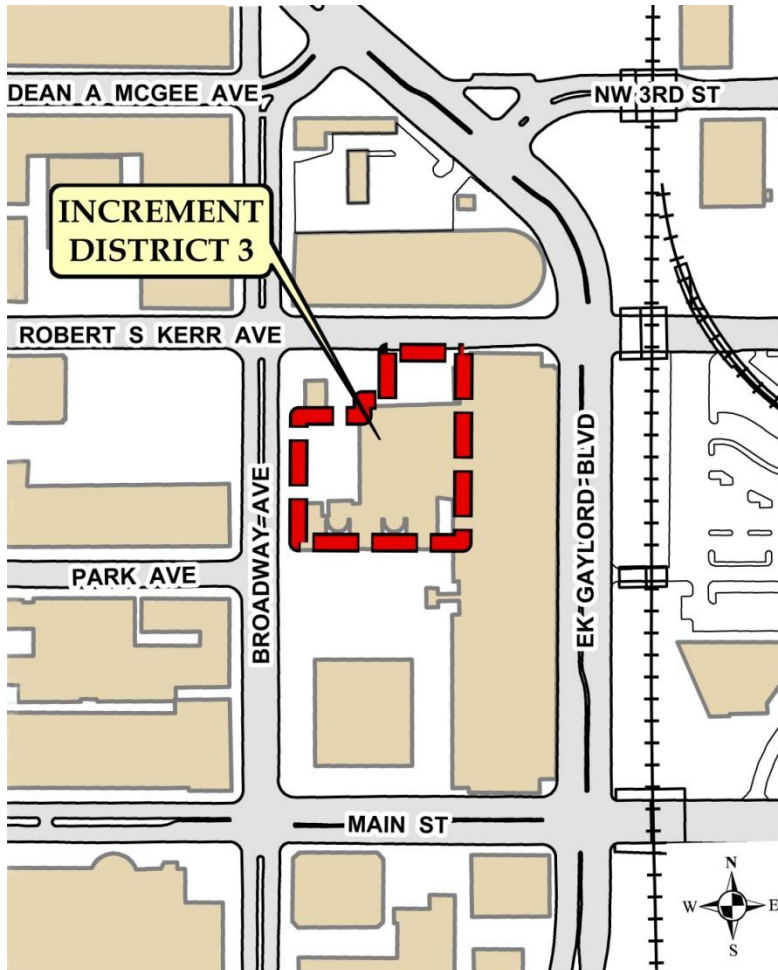 DEAN A MCGEE AVE
NW 3RD ST
INCREMENT
DISTRICT 3
ROBERT S KERR AVE
BROADWAY AVE
EK GAYLORD BLVD
PARK AVE
MAIN ST
N
W
E
S